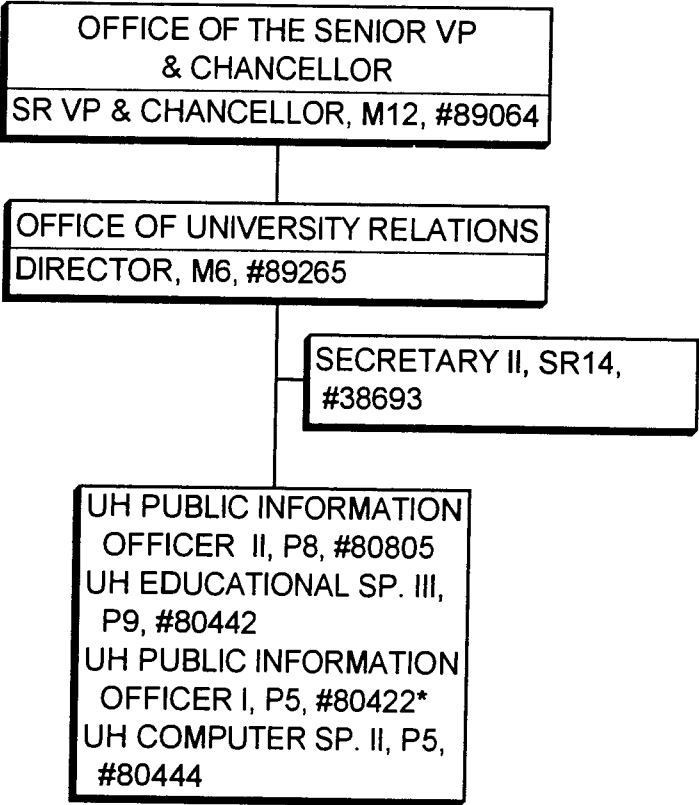 OFFICE OF THE SENIOR VP
& CHANCELLOR
SR VP & CHANCELLOR, M12, #89064
OFFICE OF UNIVERSITY RELATIONS
DIRECTOR, M6, #89265
SECRETARY II, SR14,
#38693
UH PUBLIC INFORMATION
OFFICER II, P8, #80805
UH EDUCATIONAL SP. III,
P9, #80442
UH PUBLIC INFORMATION
OFFICER I, P5, #80422*
UH COMPUTER SP. II, P5,
#80444